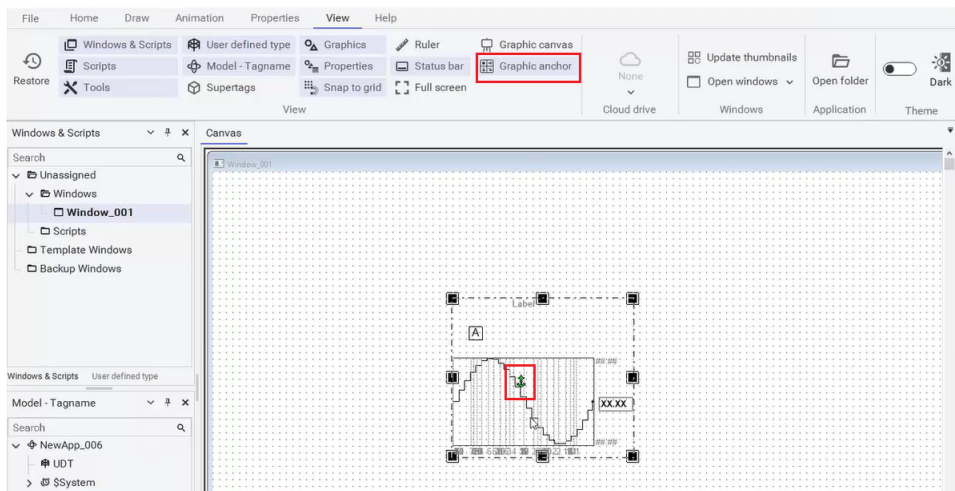 File Home Draw Animation Properties View Help
Windows & Scripts User defined type Graphics Ruler Graphic canvas
Restore Scripts Model - Tagname Properties Status bar Graphic anchor None Update thumbnails Open windows Open folder Dark
Tools Supertags Snap to grid Full screen
View Cloud drive Windows Application Theme
Windows & Scripts Canvas
Search
Window_001
Unassigned
Windows
Window_001
Scripts
Template Windows
Backup Windows
Label
A
##.##
Windows & Scripts User defined type
XX.XX
Model - Tagname
Search
##.##
NewApp_006
UDT
$System